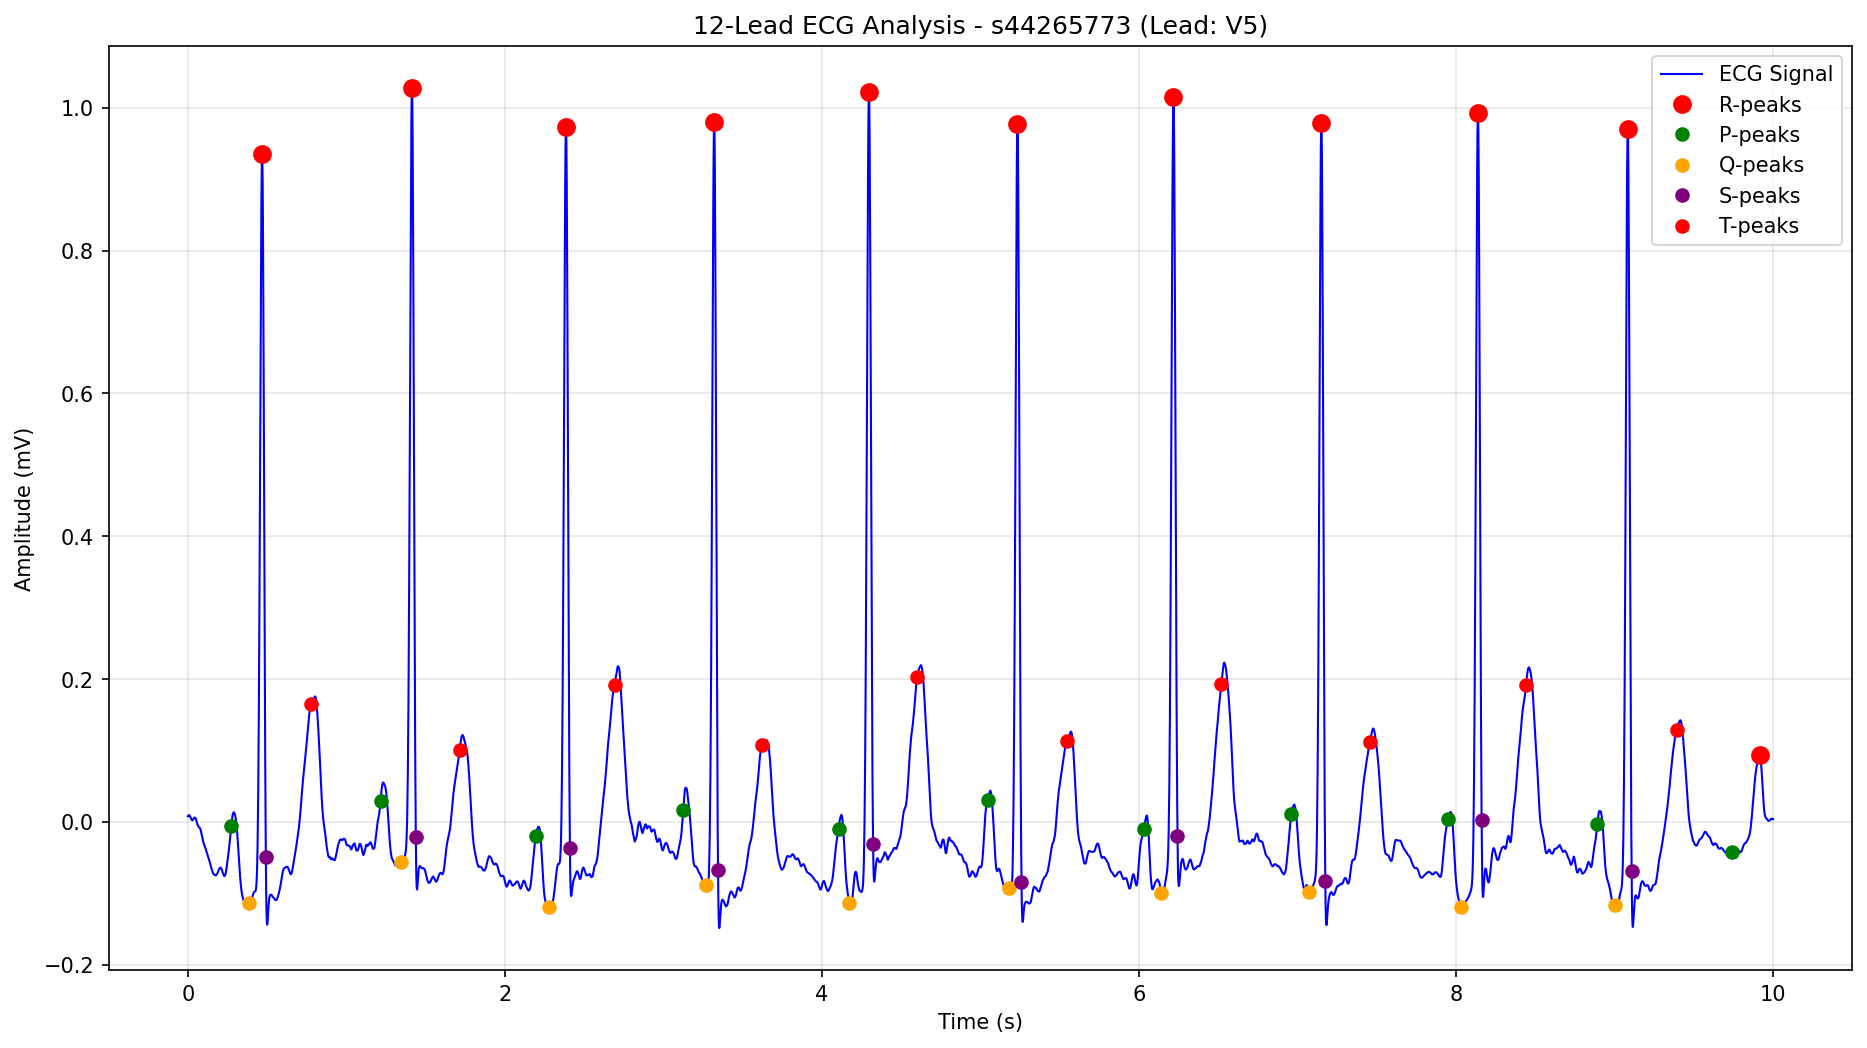 12-Lead ECG Analysis - s44265773 (Lead: V5)
ECG Signal
R-peaks
P-peaks
Q-peaks
S-peaks
T-peaks
Amplitude (mV)
1.0
0.8
0.6
0.4
0.2
0.0
−0.2
0 2 4 6 8 10
Time (s)